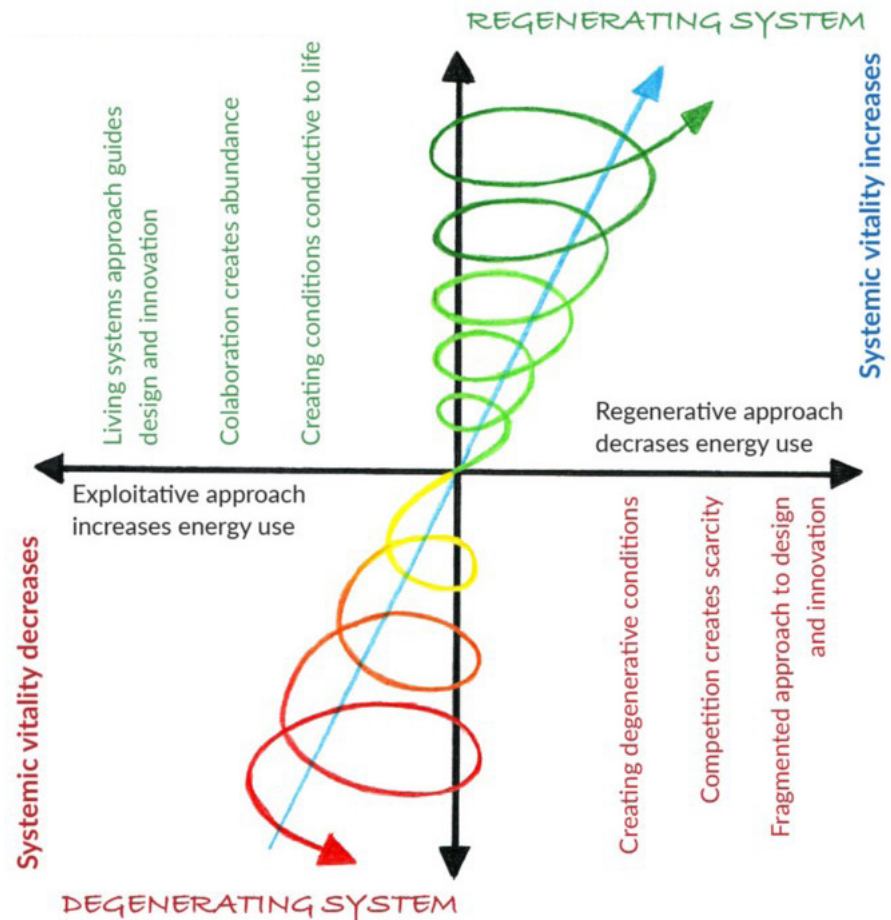 REGENERATING SYSTEM
Living systems approach guides
design and innovation
Colaboration creates abundance
Creating conditions conductive to life
Systemic vitality increases
Regenerative approach
decrases energy use
Exploitative approach
increases energy use
Systemic vitality decreases
Creating degenerative conditions
Competition creates scarcity
Fragmented approach to design
and innovation
DEGENERATING SYSTEM